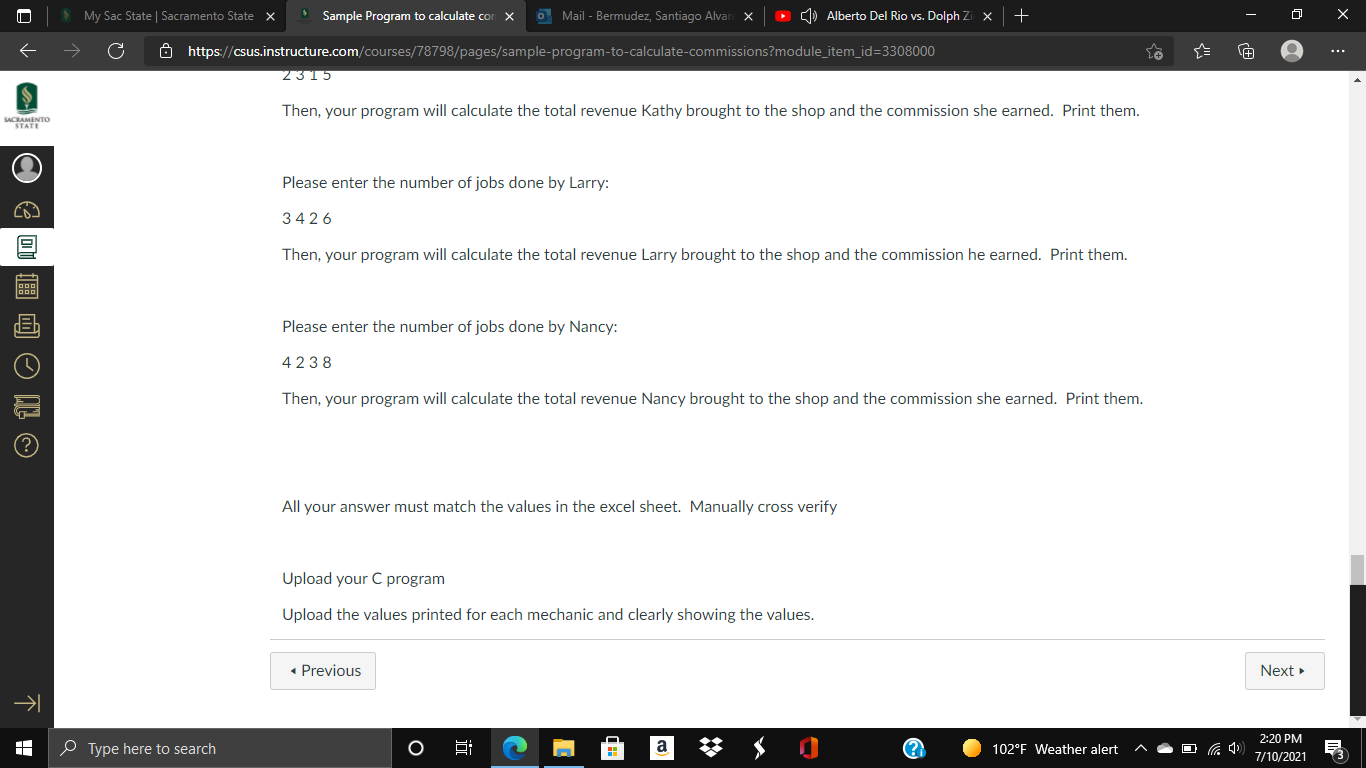 My Sac State | Sacramento State
Sample Program to calculate con
Mail - Bermudez, Santiago Alvar
Alberto Del Rio vs. Dolph Zi
https://csus.instructure.com/courses/78798/pages/sample-program-to-calculate-commissions?module_item_id=3308000
SACRAMENTO
STATE
2 3 1 5
Then, your program will calculate the total revenue Kathy brought to the shop and the commission she earned.  Print them.
Please enter the number of jobs done by Larry:
3 4 2 6
Then, your program will calculate the total revenue Larry brought to the shop and the commission he earned.  Print them.
Please enter the number of jobs done by Nancy:
4 2 3 8
Then, your program will calculate the total revenue Nancy brought to the shop and the commission she earned.  Print them.
All your answer must match the values in the excel sheet.  Manually cross verify
Upload your C program
Upload the values printed for each mechanic and clearly showing the values.
Previous
Next
Type here to search
102°F Weather alert
2:20 PM
7/10/2021
3